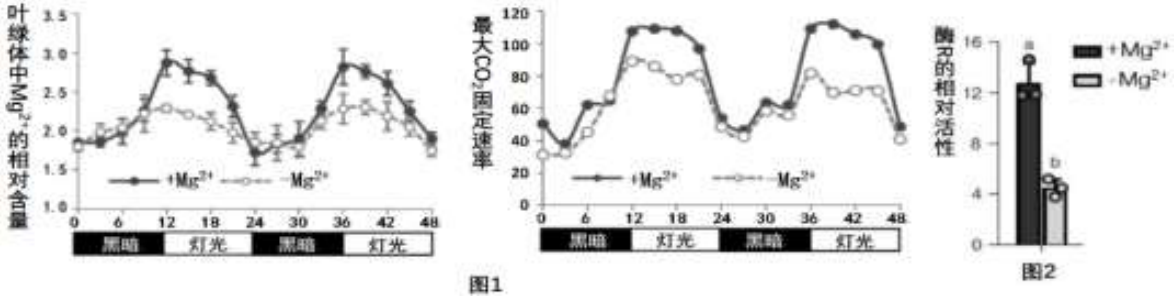 叶绿体中Mg²⁺的相对含量
3.5
3.0
2.5
2.0
1.5
1.0
+Mg²⁺
-Mg²⁺
0 6 12 18 24 30 36 42 48
黑暗 灯光 黑暗 灯光
最大CO₂固定速率
120
100
80
60
40
20
0
+Mg²⁺
Mg²⁺
0 6 12 18 24 30 36 42 48
黑暗 灯光 黑暗 灯光
图1
酶R的相对活性
16
12
8
4
0
a
b
+Mg²⁺
-Mg²⁺
图2